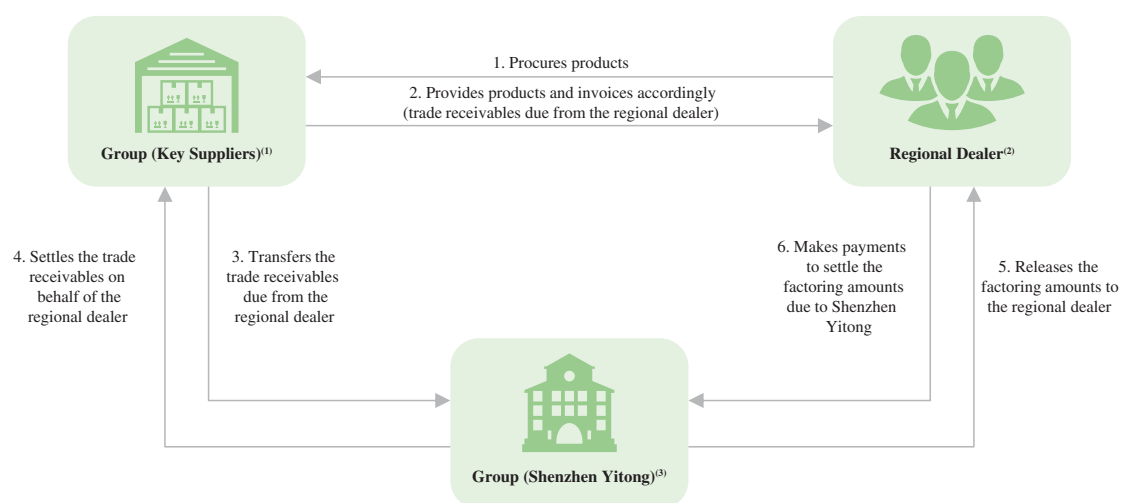 1. Procures products
2. Provides products and invoices accordingly
(trade receivables due from the regional dealer)
Group (Key Suppliers)(1)
Regional Dealer(2)
4. Settles the trade
receivables on
behalf of the
regional dealer
3. Transfers the
trade receivables
due from the
regional dealer
6. Makes payments
to settle the
factoring amounts
due to Shenzhen
Yitong
5. Releases the
factoring amounts to
the regional dealer
Group (Shenzhen Yitong)(3)